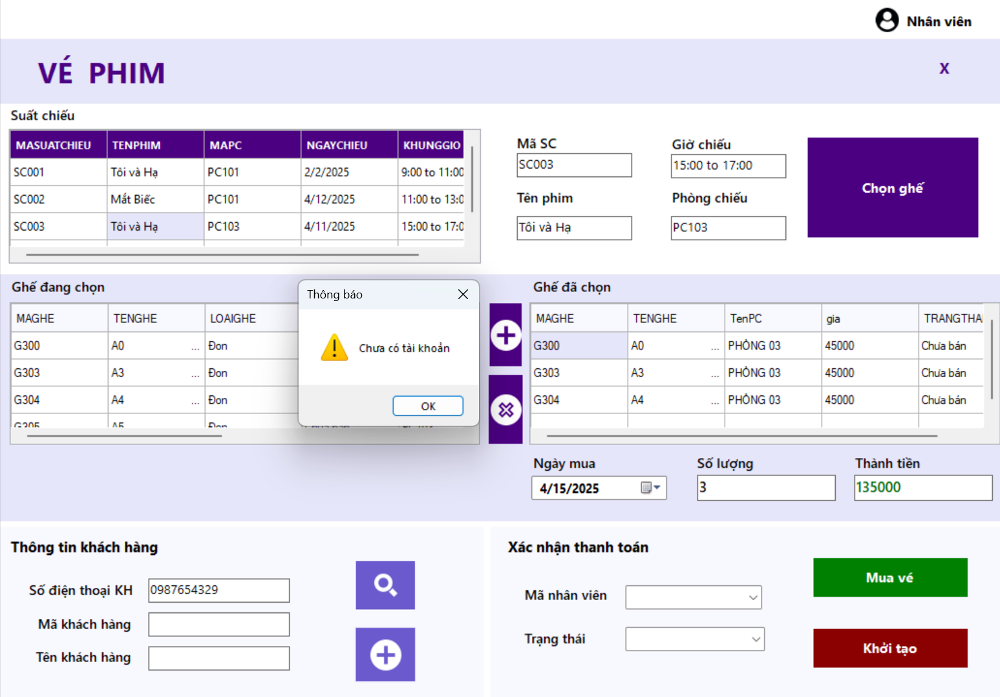 Nhân viên
VÉ PHIM
X
Suất chiếu
MASUATCHIEU TENPHIM MAPC NGAYCHIEU KHUNGGIO
SC001 Tôi và Hạ PC101 2/2/2025 9:00 to 11:00
SC002 Mắt Biếc PC101 4/12/2025 11:00 to 13:0
SC003 Tôi và Hạ PC103 4/11/2025 15:00 to 17:0
Mã SC
SC003
Giờ chiếu
15:00 to 17:00
Tên phim
Tôi và Hạ
Phòng chiếu
PC103
Chọn ghế
Ghế đang chọn
MAGHE TENGHE LOAIGHE
G300 A0 ... Đon
G303 A3 ... Đon
G304 A4 ... Đon
G305 A5 Đon
Thông báo
Chưa có tài khoản
OK
Ghế đã chọn
MAGHE TENGHE TenPC gia TRANGTHAI
G300 A0 ... PHÒNG 03 45000 Chưa bán
G303 A3 ... PHÒNG 03 45000 Chưa bán
G304 A4 ... PHÒNG 03 45000 Chưa bán
Ngày mua
4/15/2025
Số lượng
3
Thành tiền
135000
Thông tin khách hàng
Số điện thoại KH 0987654329
Mã khách hàng
Tên khách hàng
Xác nhận thanh toán
Mã nhân viên
Trạng thái
Mua vé
Khởi tạo